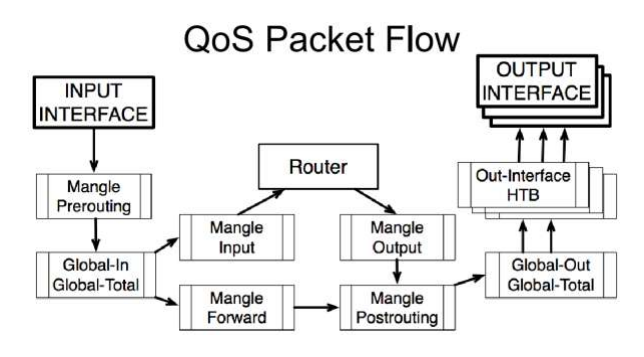 QoS Packet Flow
INPUT
INTERFACE
OUTPUT
INTERFACE
Router
Mangle
Prerouting
Out-Interface
HTB
Mangle
Input
Mangle
Output
Global-In
Global-Total
Global-Out
Global-Total
Mangle
Forward
Mangle
Postrouting